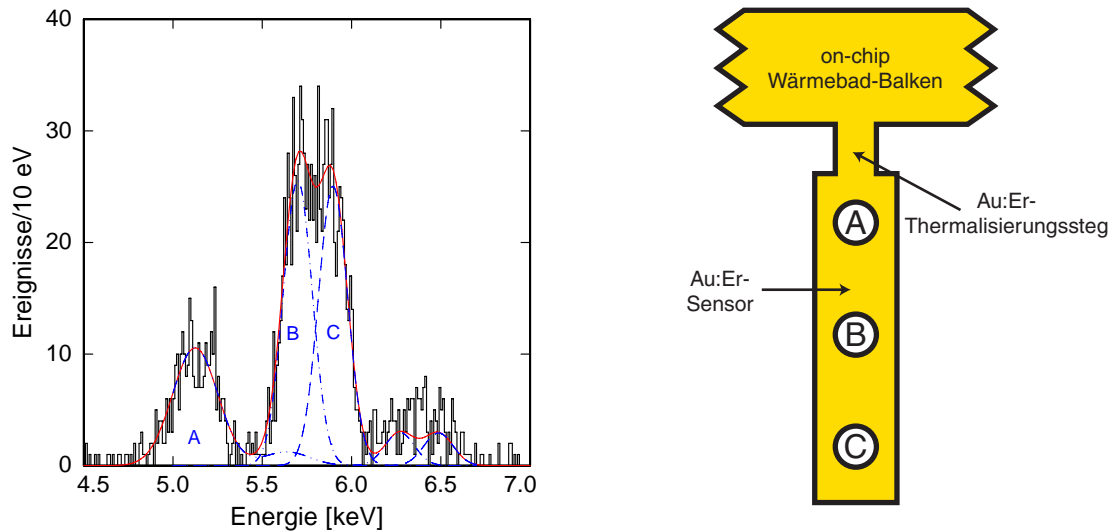 40
30
20
10
0
Ereignisse/10 eV
A
B
C
4.5
5.0
5.5
6.0
6.5
7.0
Energie [keV]
on-chip
Wärmebad-Balken
A
Au:Er-
Thermalisierungssteg
Au:Er-
Sensor
B
C